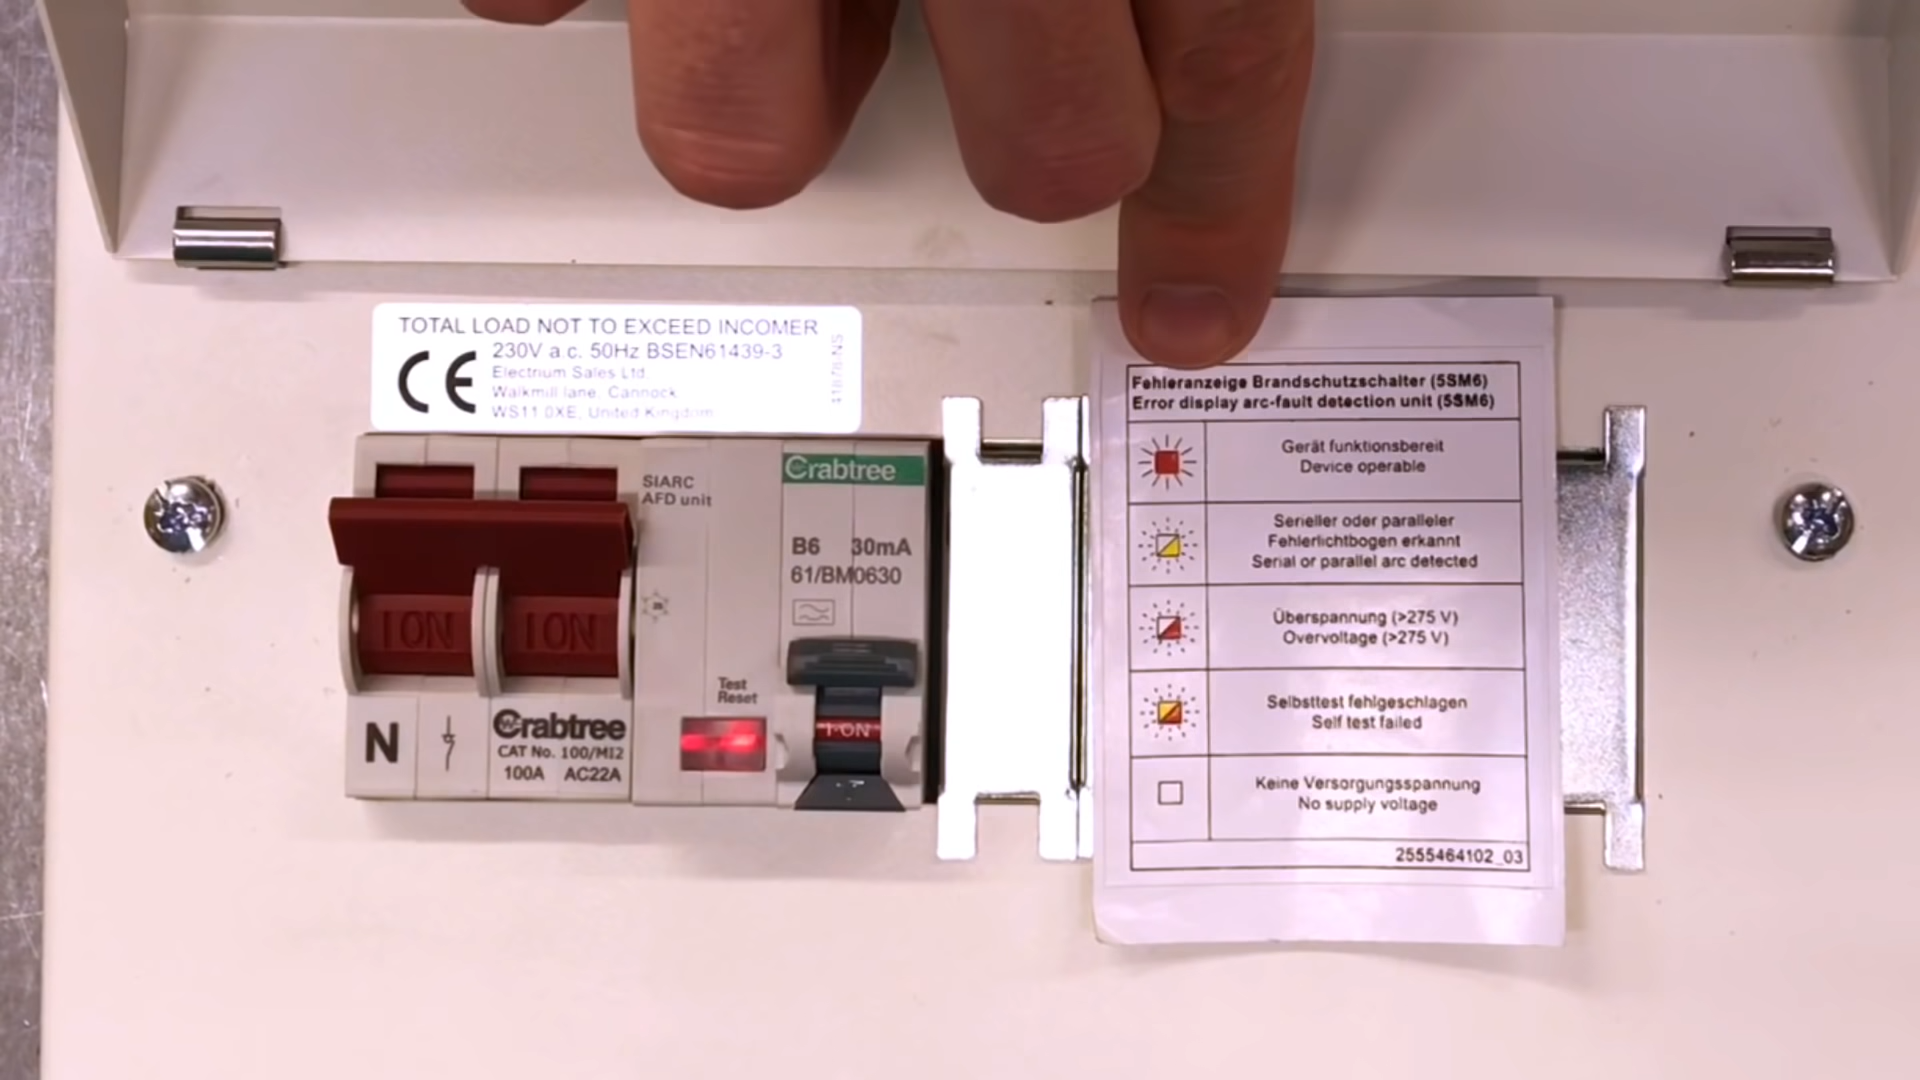 TOTAL LOAD NOT TO EXCEED INCOMER
230V a.c. 50Hz BSEN61439-3
Electrium Sales Ltd.
Walkmill lane, Cannock
WS11 0XE, United Kingdom
CE
I ON
I ON
N
Crabtree
CAT No. 100/MI2
100A AC22A
SIARC
AFD unit
Test
Reset
Crabtree
B6 30mA
61/BM0630
I-ON
Fehleranzeige Brandschutzschalter (5SM6)
Error display arc-fault detection unit (5SM6)
Gerät funktionsbereit
Device operable
Serieller oder paralleler
Fehlerlichtbogen erkannt
Serial or parallel arc detected
Überspannung (>275 V)
Overvoltage (>275 V)
Selbsttest fehlgeschlagen
Self test failed
Keine Versorgungsspannung
No supply voltage
2555464102_03